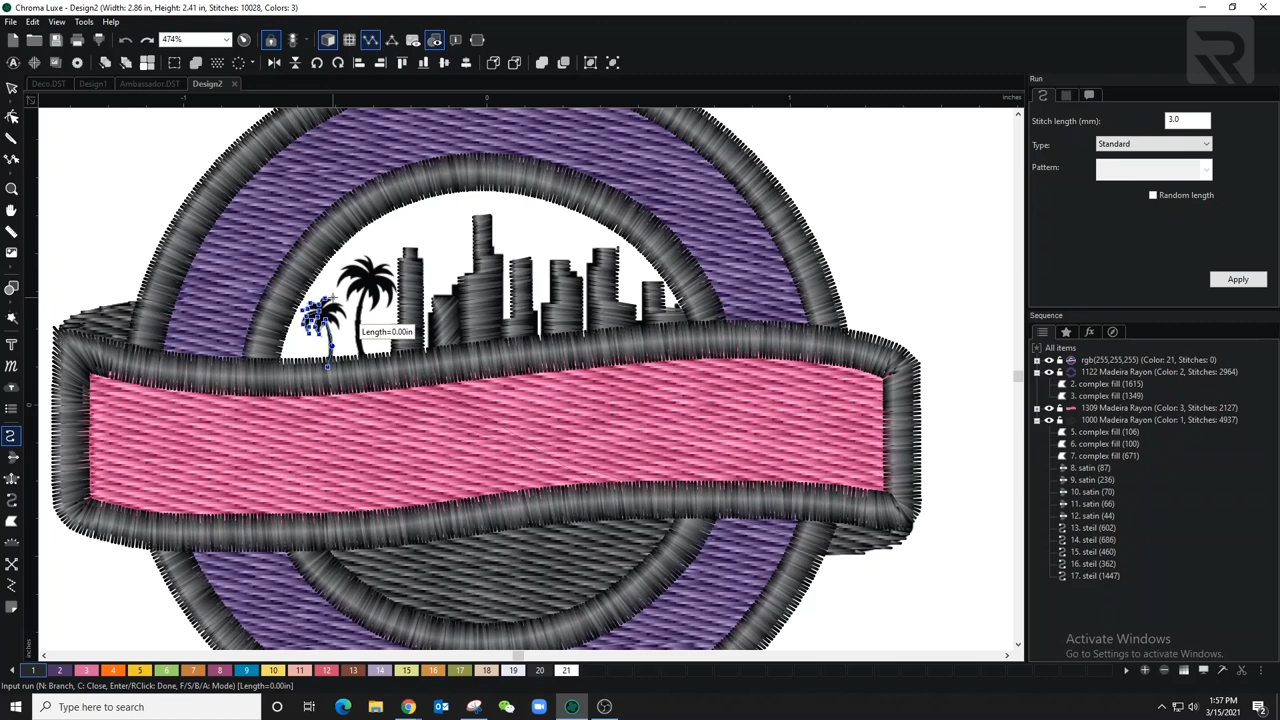 Chroma Luxe - Design2 (Width: 2.86 in, Height: 2.41 in, Stitches: 10028, Colors: 3)
File Edit View Tools Help
474%
Deco.DST Design1 Ambassador.DST Design2
-1 0 1 inches
Length=0.00in
0
inches
Run
Stitch length (mm): 3.0
Type: Standard
Pattern:
Random length
Apply
Sequence
All items
rgb(255,255,255) (Color: 21, Stitches: 0)
1122 Madeira Rayon (Color: 2, Stitches: 2964)
2. complex fill (1615)
3. complex fill (1349)
1309 Madeira Rayon (Color: 3, Stitches: 2127)
1000 Madeira Rayon (Color: 1, Stitches: 4937)
5. complex fill (106)
6. complex fill (100)
7. complex fill (671)
8. satin (87)
9. satin (236)
10. satin (70)
11. satin (66)
12. satin (44)
13. steil (602)
14. steil (686)
15. steil (460)
16. steil (362)
17. steil (1447)
Activate Windows
Go to Settings to activate Windows.
1 2 3 4 5 6 7 8 9 10 11 12 13 14 15 16 17 18 19 20 21
Input run (N: Branch, C: Close, Enter/RClick: Done, F/S/B/A: Mode) [Length=0.00in]
Type here to search
1:57 PM
3/15/2021
2